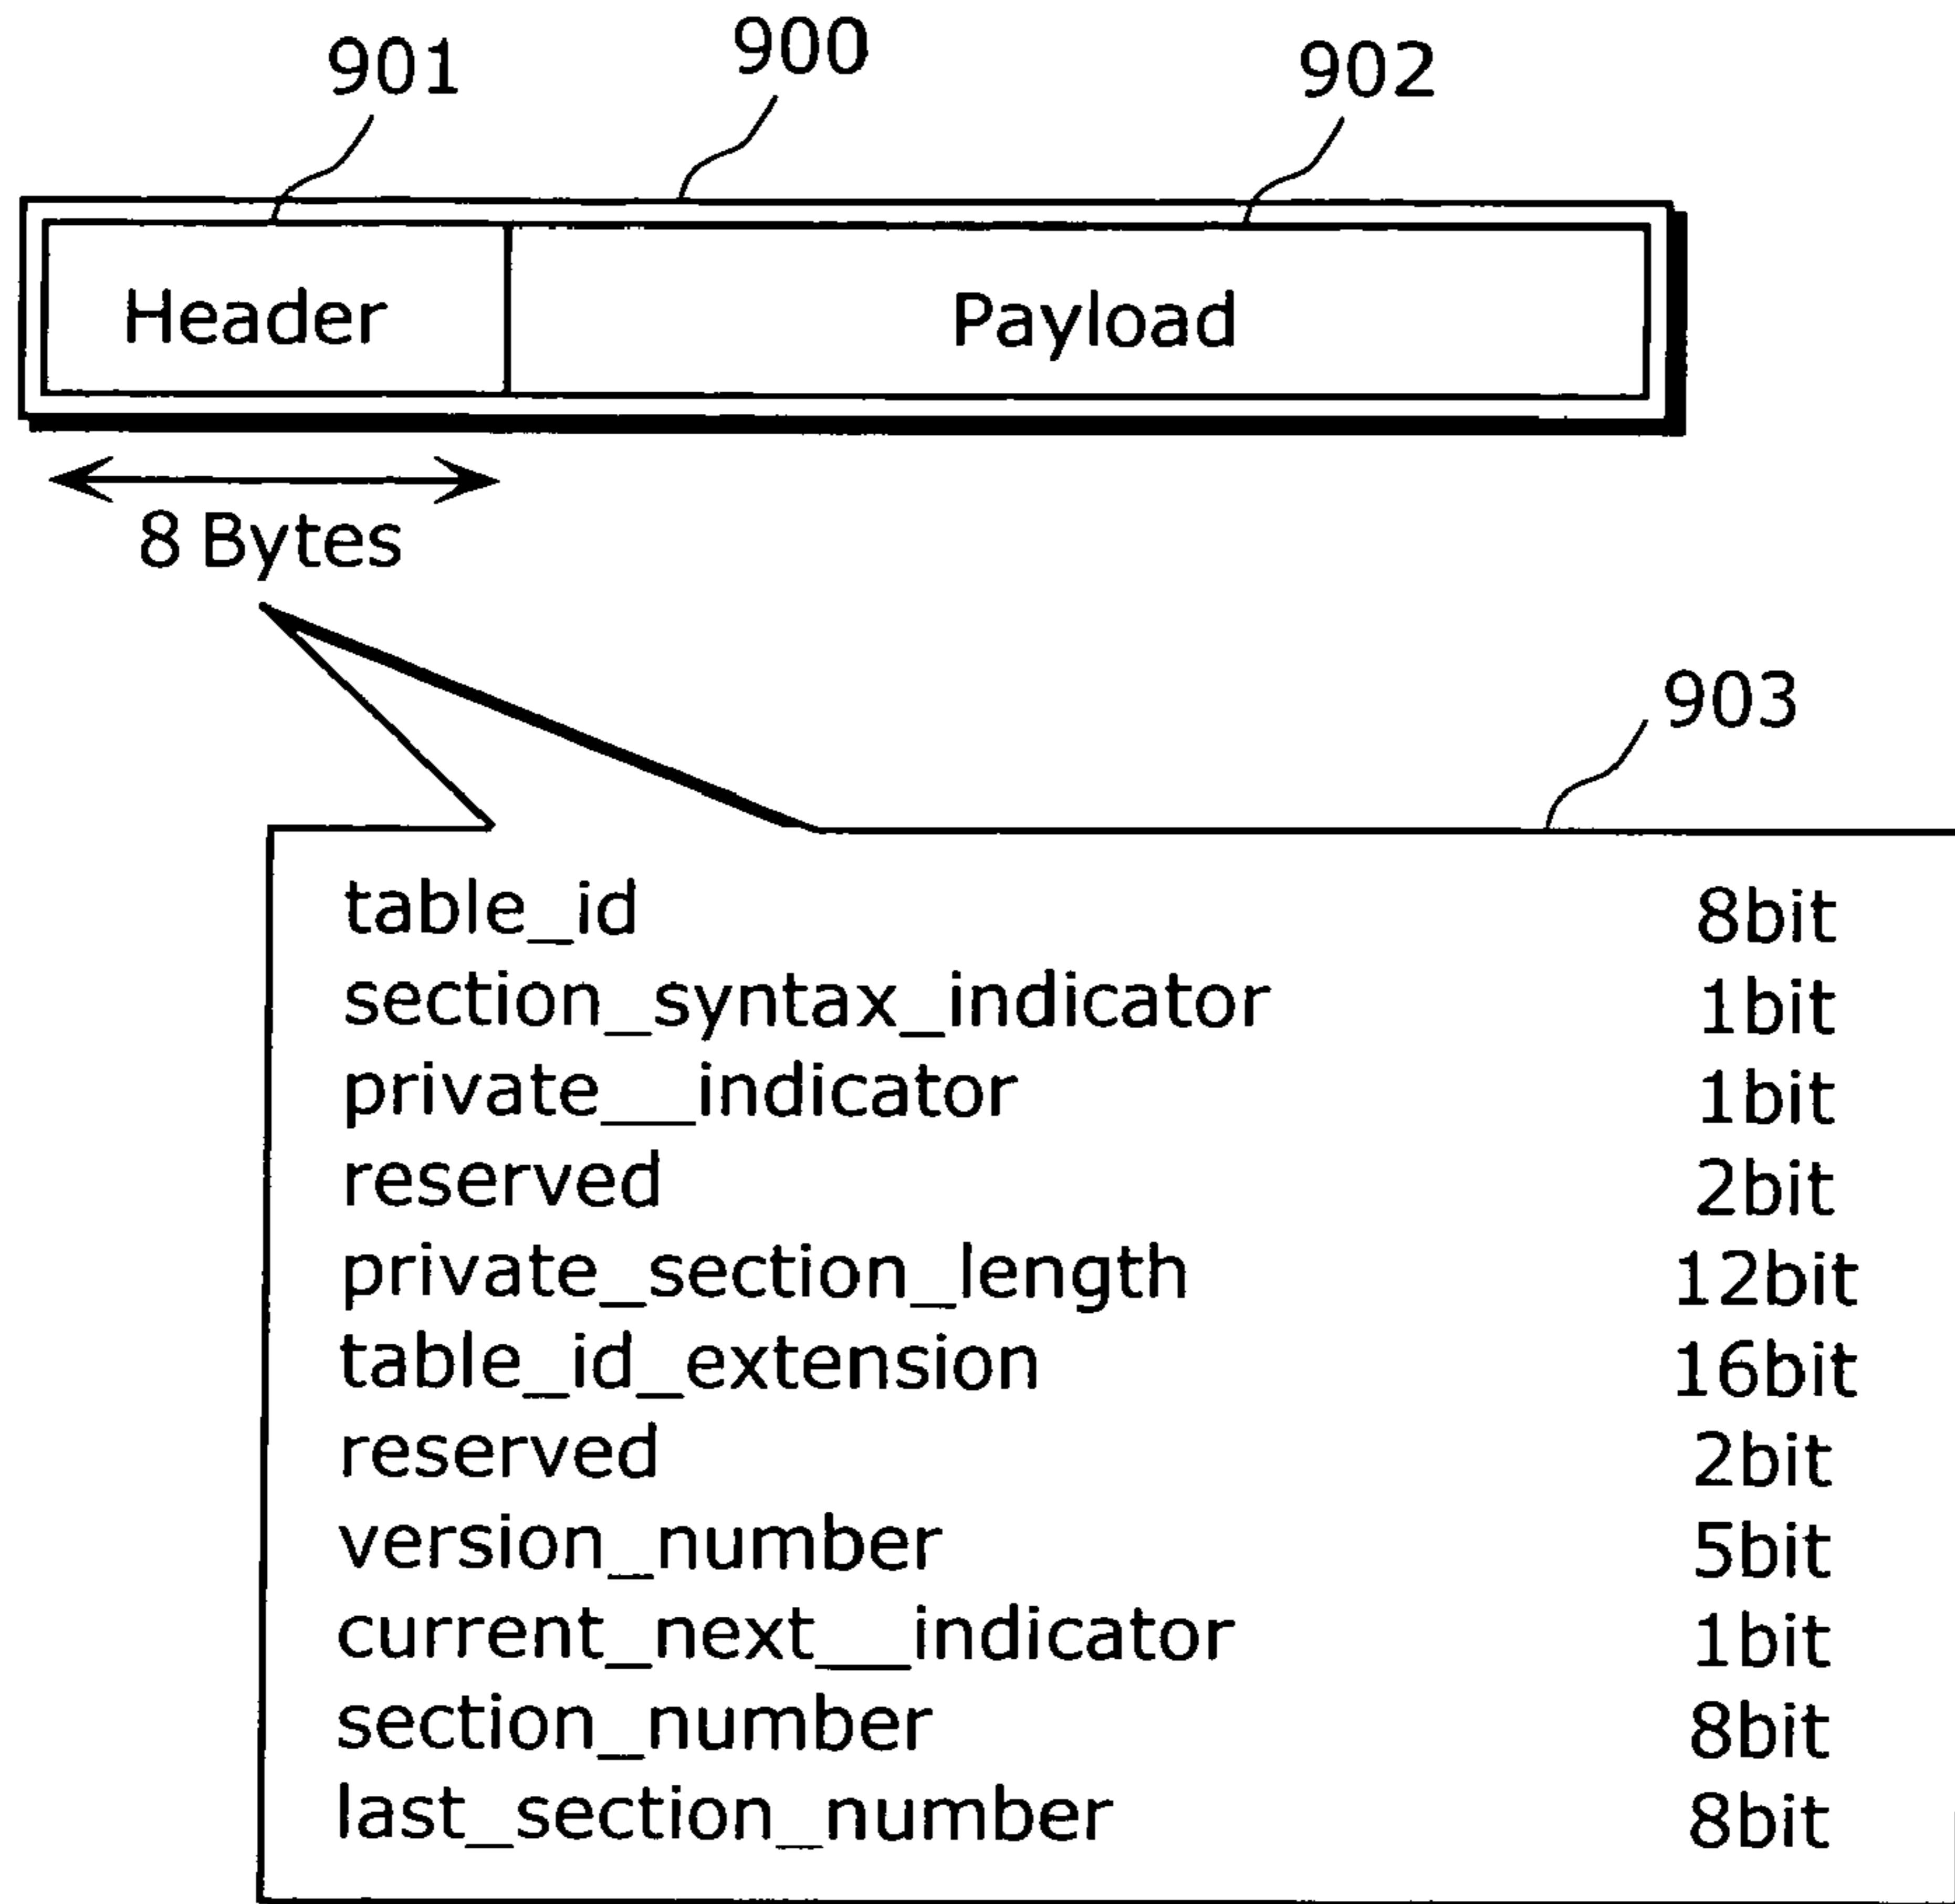 901 900 902
Header Payload
8 Bytes
903
table_id 8bit
section_syntax_indicator 1bit
private__indicator 1bit
reserved 2bit
private_section_length 12bit
table_id_extension 16bit
reserved 2bit
version_number 5bit
current_next__indicator 1bit
section_number 8bit
last_section_number 8bit